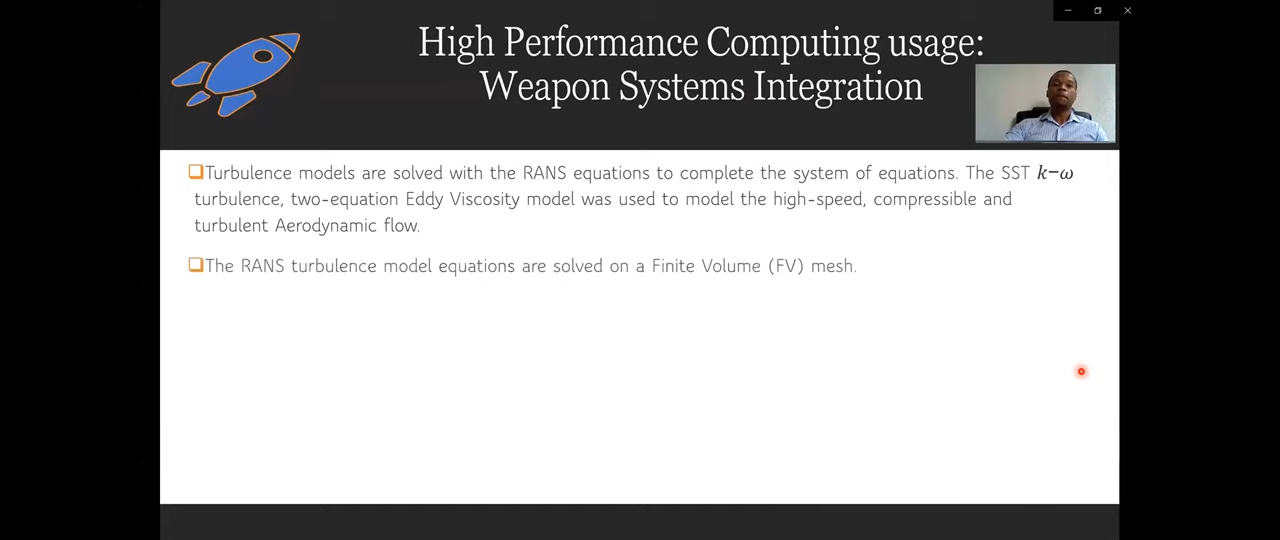 High Performance Computing usage:
Weapon Systems Integration
Turbulence models are solved with the RANS equations to complete the system of equations. The SST k−ω
turbulence, two-equation Eddy Viscosity model was used to model the high-speed, compressible and
turbulent Aerodynamic flow.
The RANS turbulence model equations are solved on a Finite Volume (FV) mesh.